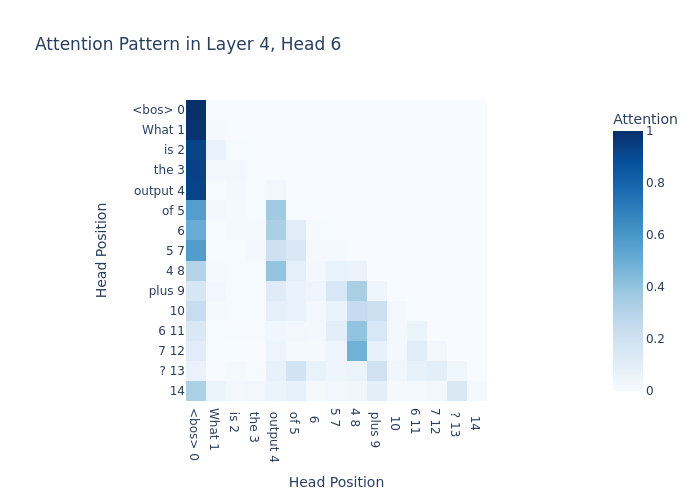 Attention Pattern in Layer 4, Head 6
Attention
<bos> 0
What 1
is 2
the 3
output 4
of 5
6
5 7
4 8
plus 9
10
6 11
7 12
? 13
14
Head Position
<bos> 0
What 1
is 2
the 3
output 4
of 5
6
5 7
4 8
plus 9
10
6 11
7 12
? 13
14
Head Position
1
0.8
0.6
0.4
0.2
0